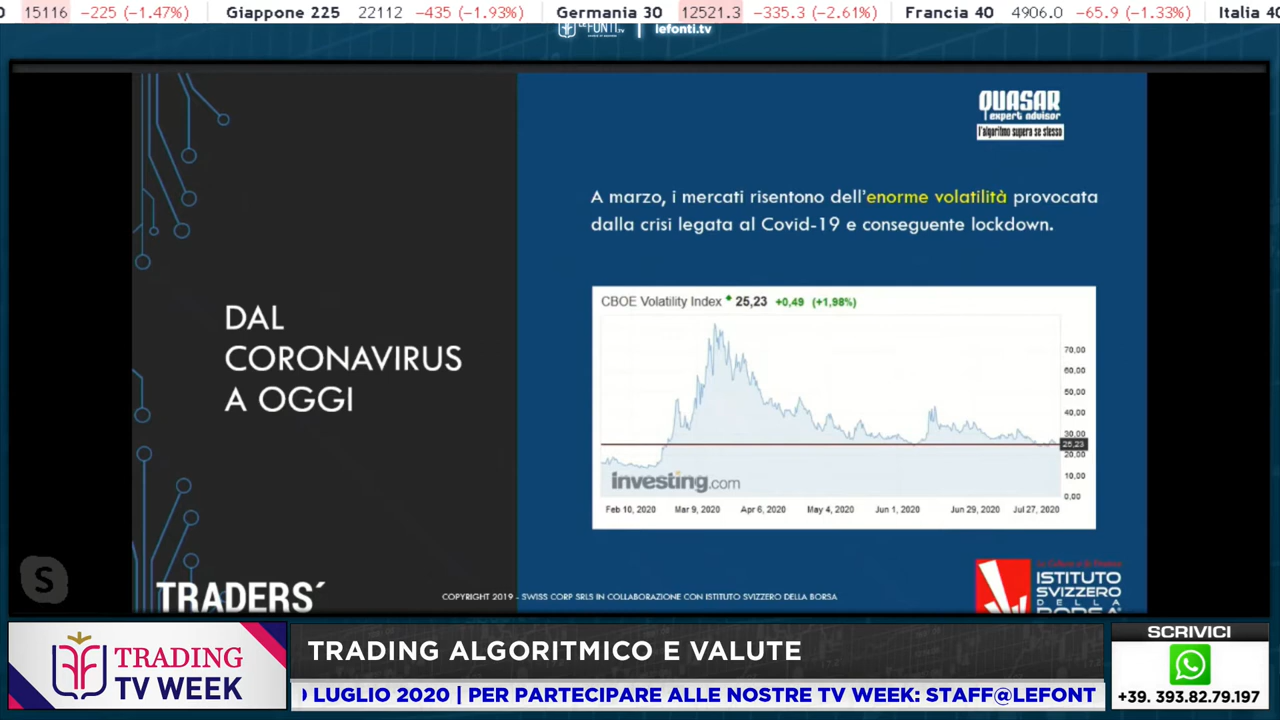 0 15116 -225 (-1.47%) Giappone 225 22112 -435 (-1.93%) Germania 30 12521.3 -335.3 (-2.61%) Francia 40 4906.0 -65.9 (-1.33%) Italia 40
LE FONTI TV lefonti.tv
QUASAR
expert advisor
l'algoritmo supera se stesso
A marzo, i mercati risentono dell'enorme volatilità provocata
dalla crisi legata al Covid-19 e conseguente lockdown.
DAL
CORONAVIRUS
A OGGI
CBOE Volatility Index 25,23 +0,49 (+1,98%)
70,00
60,00
50,00
40,00
30,00
25,23
20,00
10,00
0,00
investing.com
Feb 10, 2020 Mar 9, 2020 Apr 6, 2020 May 4, 2020 Jun 1, 2020 Jun 29, 2020 Jul 27, 2020
S
TRADERS´
COPYRIGHT 2019 - SWISS CORP SRLS IN COLLABORAZIONE CON ISTITUTO SVIZZERO DELLA BORSA
ISTITUTO
SVIZZERO
DELLA
BORSA
TRADING
TV WEEK
TRADING ALGORITMICO E VALUTE
LUGLIO 2020 | PER PARTECIPARE ALLE NOSTRE TV WEEK: STAFF@LEFONT
SCRIVICI
+39. 393.82.79.197